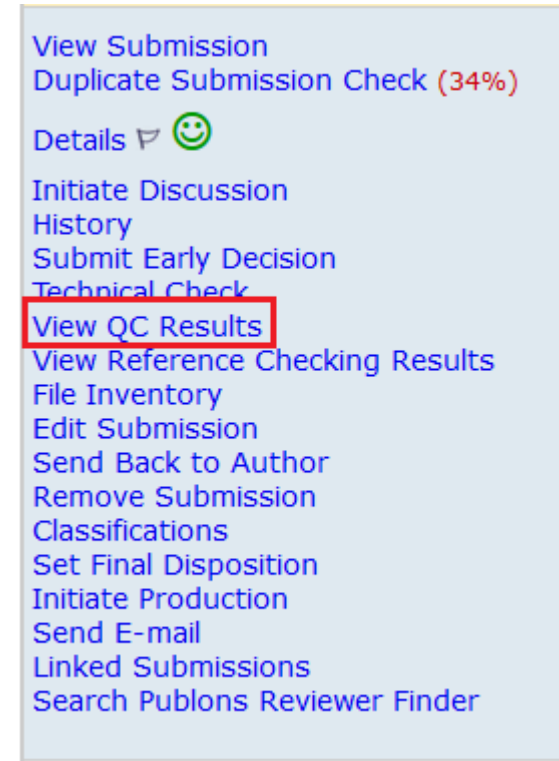 View Submission
Duplicate Submission Check (34%)
Details
Initiate Discussion
History
Submit Early Decision
Technical Check
View QC Results
View Reference Checking Results
File Inventory
Edit Submission
Send Back to Author
Remove Submission
Classifications
Set Final Disposition
Initiate Production
Send E-mail
Linked Submissions
Search Publons Reviewer Finder